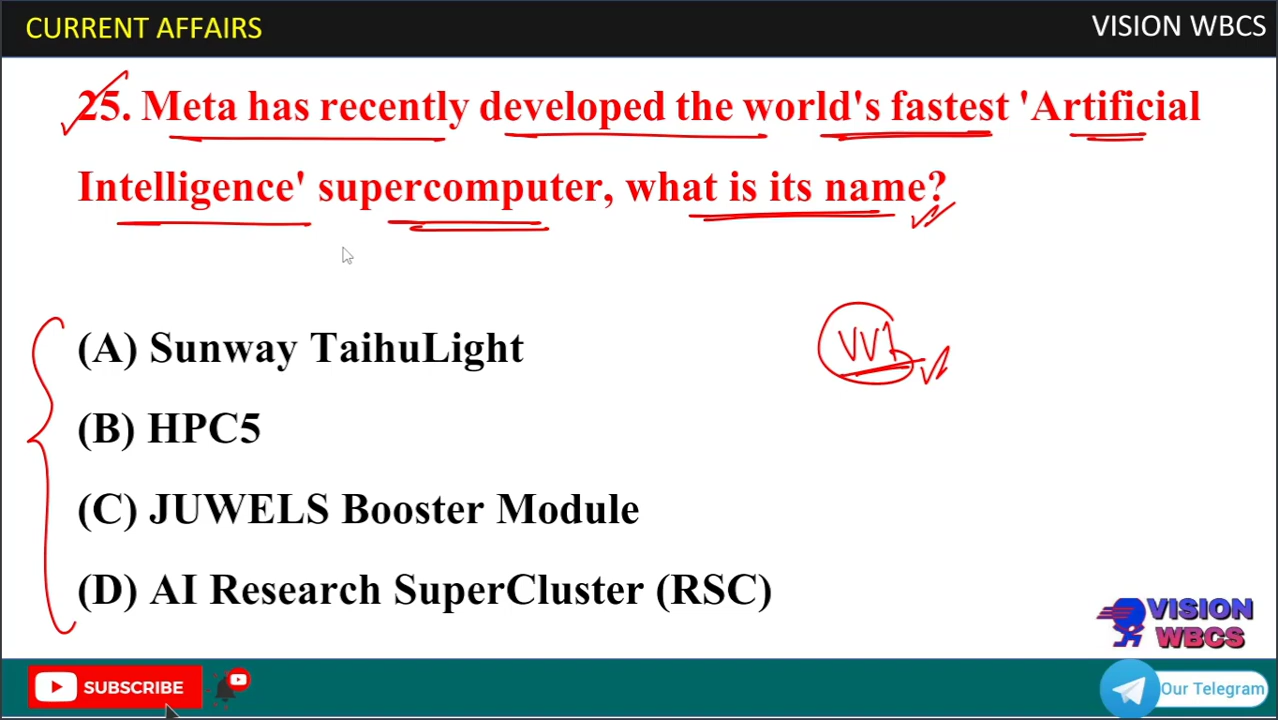 CURRENT AFFAIRS
VISION WBCS
25. Meta has recently developed the world's fastest 'Artificial
Intelligence' supercomputer, what is its name?
(A) Sunway TaihuLight
VVI
(B) HPC5
(C) JUWELS Booster Module
(D) AI Research SuperCluster (RSC)
VISION
WBCS
SUBSCRIBE
Our Telegram